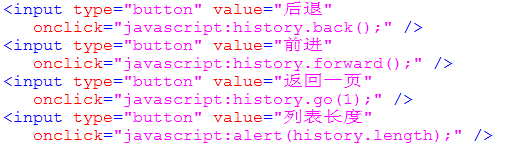 <input type="button" value="后退"
onclick="javascript:history.back();" />
<input type="button" value="前进"
onclick="javascript:history.forward();" />
<input type="button" value="返回一页"
onclick="javascript:history.go(1);" />
<input type="button" value="列表长度"
onclick="javascript:alert(history.length);" />